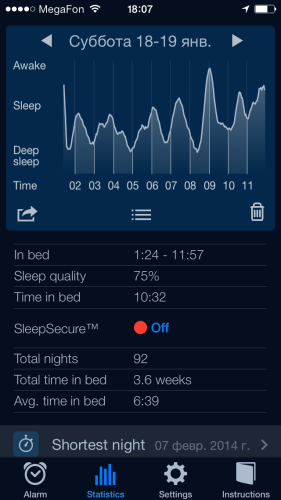 MegaFon 18:07
Суббота 18-19 янв.
Awake
Sleep
Deep
sleep
Time 02 03 04 05 06 07 08 09 10 11
In bed 1:24 - 11:57
Sleep quality 75%
Time in bed 10:32
SleepSecure™ Off
Total nights 92
Total time in bed 3.6 weeks
Avg. time in bed 6:39
Shortest night 07 февр. 2014 г.
Alarm Statistics Settings Instructions